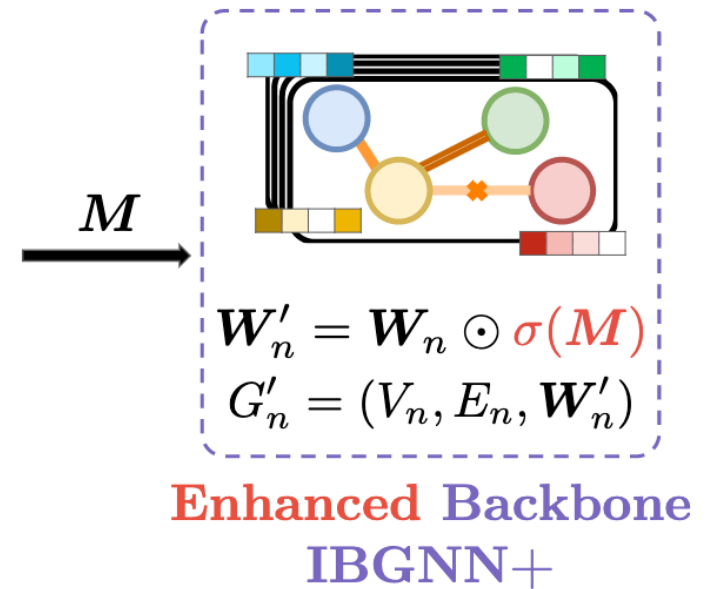 M
W′ₙ = Wₙ ⊙ σ(M)
G′ₙ = (Vₙ, Eₙ, W′ₙ)
Enhanced Backbone
IBGNN+